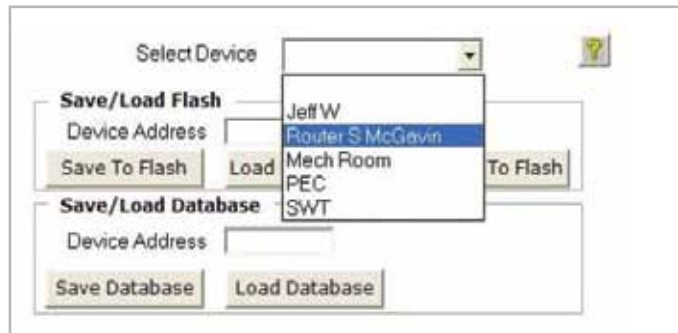 Select Device
?
Save/Load Flash
Jeff W
Device Address
Router S McGavin
Save To Flash
Load
Mech Room
To Flash
PEC
Save/Load Database
SWT
Device Address
Save Database
Load Database